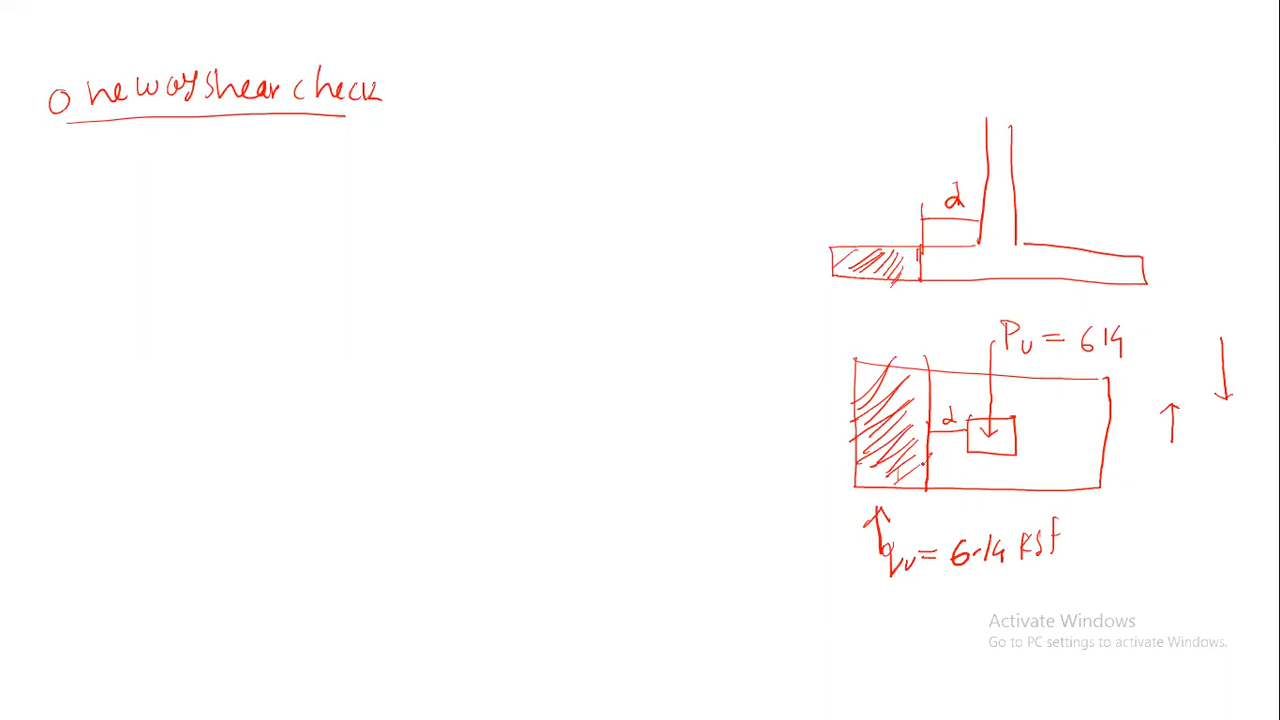 One way shear check
d
Pu = 614
d
qu = 6.14 ksf
Activate Windows
Go to PC settings to activate Windows.